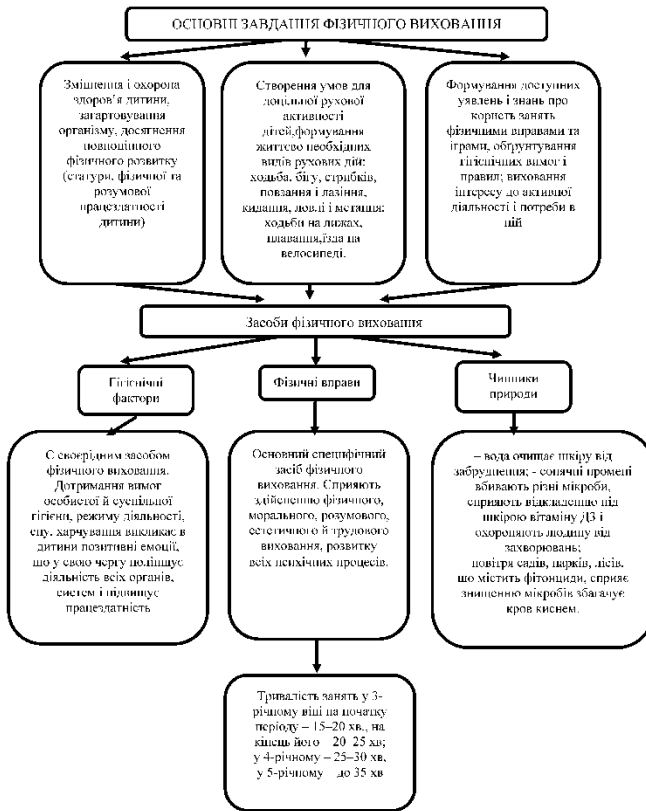 ОСНОВНІ ЗАВДАННЯ ФІЗИЧНОГО ВИХОВАННЯ
Зміцнення і охорона
здоров'я дитини,
загартовування
організму, досягнення
повноцінного
фізичного розвитку
(статури, фізичної та
розумової
працездатності
дитини)
Створення умов для
доцільної рухової
активності
дітей,формування
життєво необхідних
видів рухових дій:
ходьба, бігу, стрибків,
повзання і лазіння,
кидання, ловлі і метання;
ходьби на лижах,
плавання,їзда на
велосипеді.
Формування доступних
уявлень і знань про
користь занять
фізичними вправами та
іграми, обґрунтування
гігієнічних вимог і
правил; виховання
інтересу до активної
діяльності і потреби в
ній
Засоби фізичного виховання
Гігієнічні
фактори
Фізичні вправи
Чинники
природи
Є своєрідним засобом
фізичного виховання.
Дотримання вимог
особистої й суспільної
гігієни, режиму діяльності,
сну, харчування викликає в
дитини позитивні емоції,
що у свою чергу поліпшує
діяльність всіх органів,
систем і підвищує
працездатність
Основний специфічний
засіб фізичного
виховання. Сприяють
здійсненню фізичного,
морального, розумового,
естетичного й трудового
виховання, розвитку
всіх психічних процесів.
– вода очищає шкіру від
забруднення; - сонячні промені
вбивають різні мікроби,
сприяють відкладенню під
шкірою вітаміну Д3 і
охороняють людину від
захворювань;
повітря садів, парків, лісів,
що містить фітонциди, сприяє
знищенню мікробів збагачує
кров киснем.
Тривалість занять у 3-
річному віці на початку
періоду – 15–20 хв., на
кінець його – 20–25 хв;
у 4-річному – 25–30 хв,
у 5-річному – до 35 хв